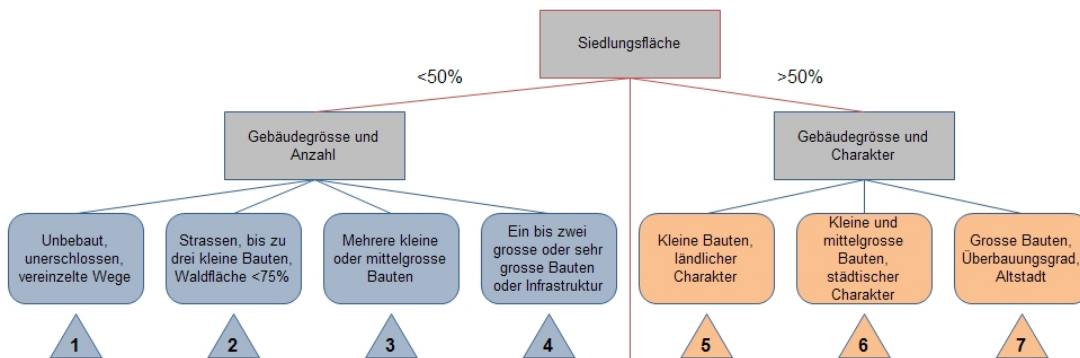 Siedlungsfläche
<50%
>50%
Gebäudegrösse und
Anzahl
Gebäudegrösse und
Charakter
Unbebaut,
unerschlossen,
vereinzelte Wege
Strassen, bis zu
drei kleine Bauten,
Waldfläche <75%
Mehrere kleine
oder mittelgrosse
Bauten
Ein bis zwei
grosse oder sehr
grosse Bauten
oder Infrastruktur
Kleine Bauten,
ländlicher
Charakter
Kleine und
mittelgrosse
Bauten,
städtischer
Charakter
Grosse Bauten,
Überbauungsgrad,
Altstadt
1
2
3
4
5
6
7